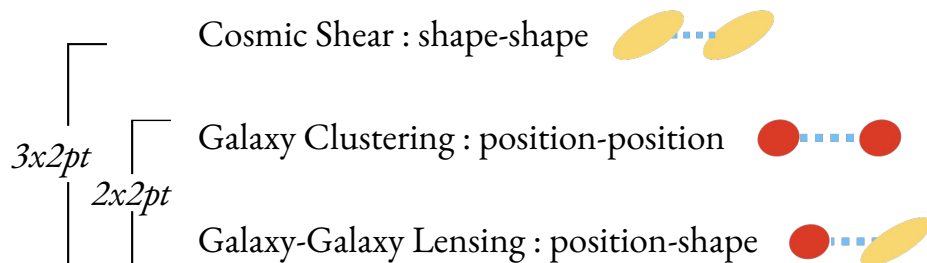 Cosmic Shear : shape-shape
Galaxy Clustering : position-position
3x2pt
2x2pt
Galaxy-Galaxy Lensing : position-shape